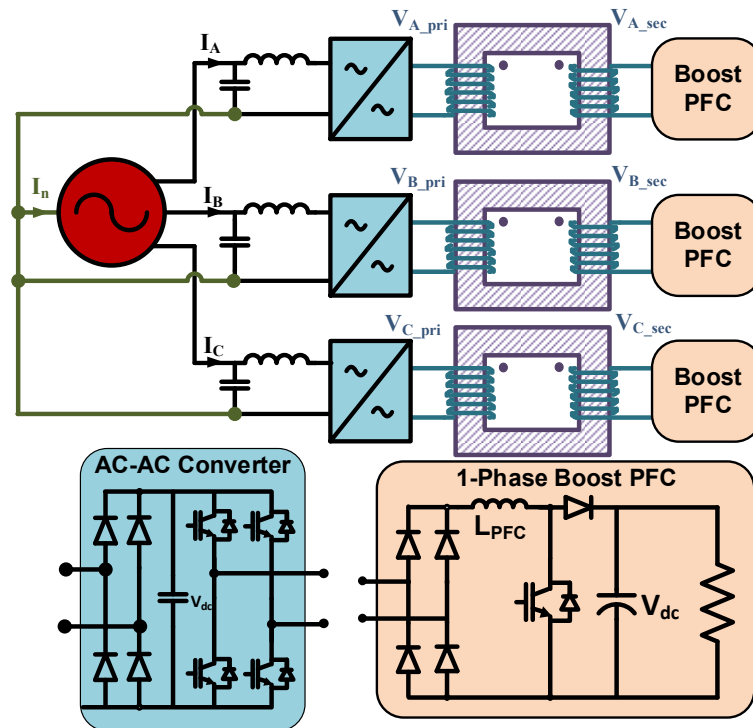 I_A
V_A_pri
V_A_sec
Boost
PFC
I_n
I_B
V_B_pri
V_B_sec
Boost
PFC
I_C
V_C_pri
V_C_sec
Boost
PFC
AC-AC Converter
V_dc
1-Phase Boost PFC
L_PFC
V_dc